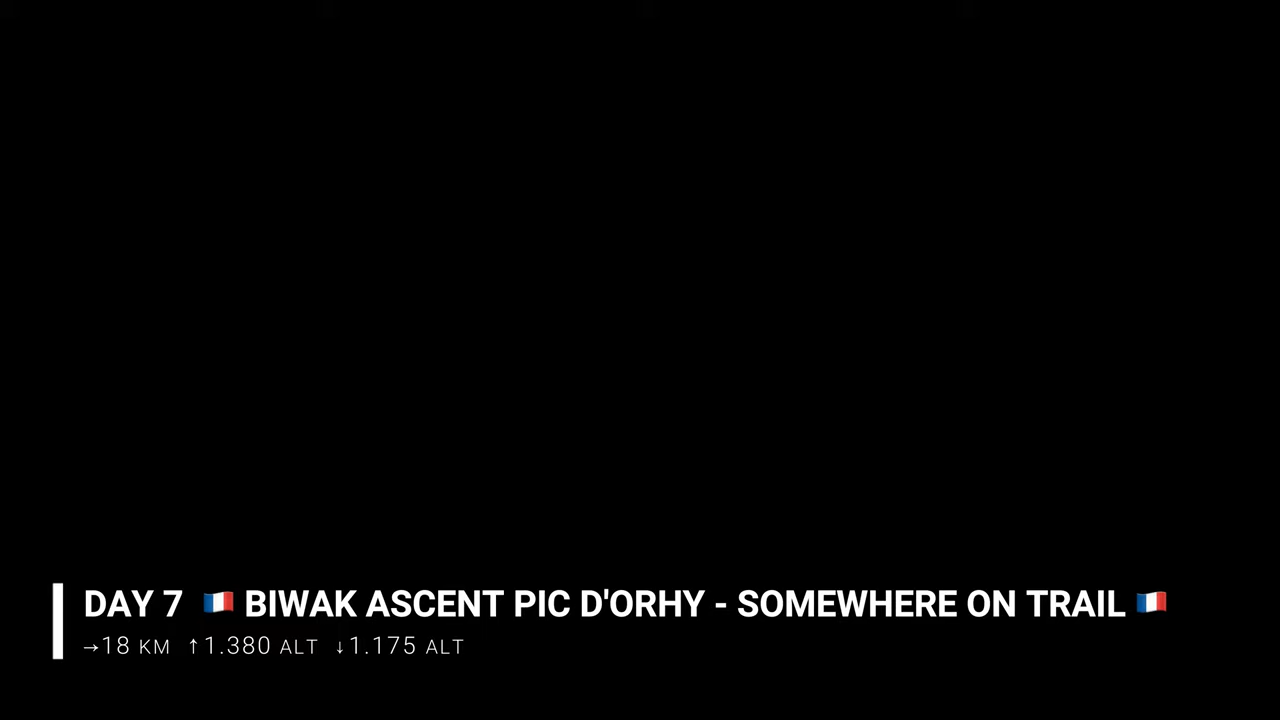 DAY 7 🇫🇷 BIWAK ASCENT PIC D'ORHY - SOMEWHERE ON TRAIL 🇫🇷
→18 KM ↑1.380 ALT ↓1.175 ALT